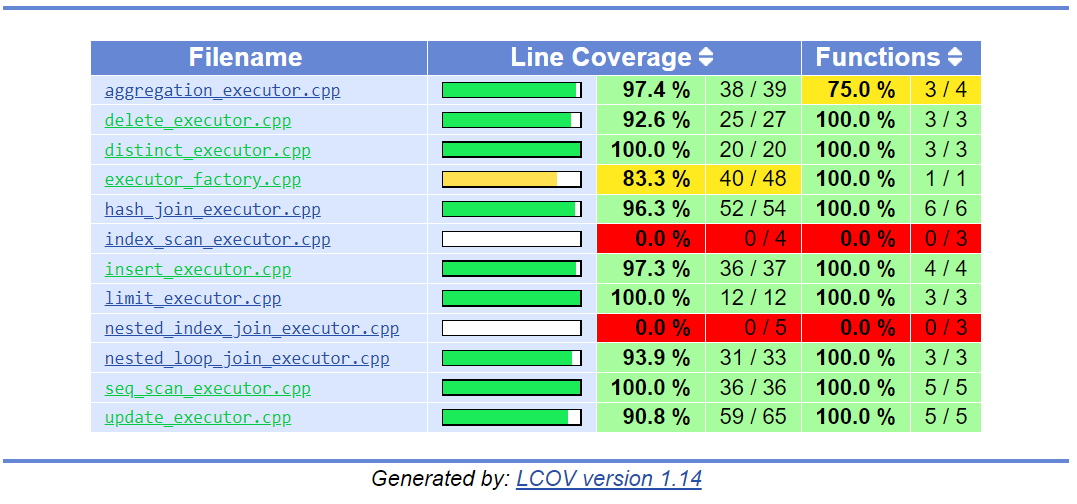 Filename Line Coverage Functions
aggregation_executor.cpp 97.4 % 38 / 39 75.0 % 3 / 4
delete_executor.cpp 92.6 % 25 / 27 100.0 % 3 / 3
distinct_executor.cpp 100.0 % 20 / 20 100.0 % 3 / 3
executor_factory.cpp 83.3 % 40 / 48 100.0 % 1 / 1
hash_join_executor.cpp 96.3 % 52 / 54 100.0 % 6 / 6
index_scan_executor.cpp 0.0 % 0 / 4 0.0 % 0 / 3
insert_executor.cpp 97.3 % 36 / 37 100.0 % 4 / 4
limit_executor.cpp 100.0 % 12 / 12 100.0 % 3 / 3
nested_index_join_executor.cpp 0.0 % 0 / 5 0.0 % 0 / 3
nested_loop_join_executor.cpp 93.9 % 31 / 33 100.0 % 3 / 3
seq_scan_executor.cpp 100.0 % 36 / 36 100.0 % 5 / 5
update_executor.cpp 90.8 % 59 / 65 100.0 % 5 / 5
Generated by: LCOV version 1.14